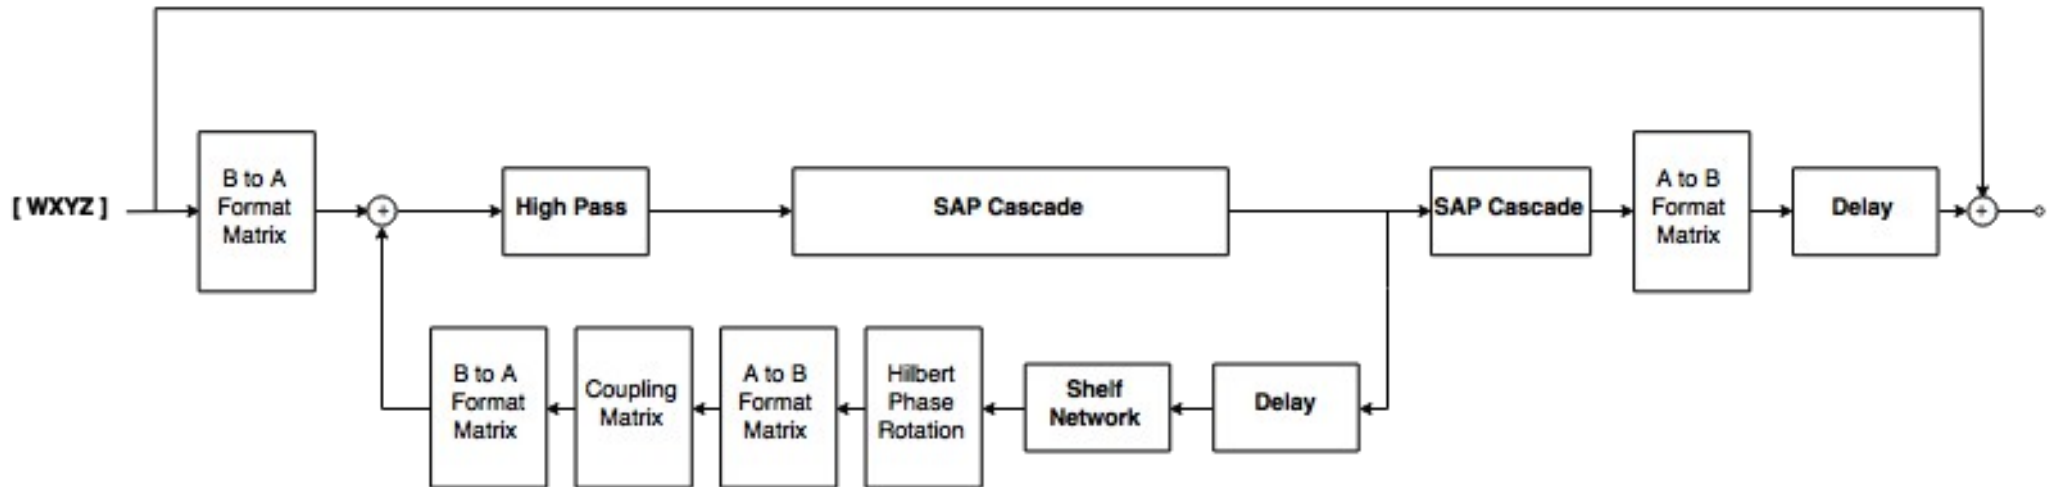 [ WXYZ ]
B to A
Format
Matrix
+
High Pass
SAP Cascade
SAP Cascade
A to B
Format
Matrix
Delay
+
B to A
Format
Matrix
Coupling
Matrix
A to B
Format
Matrix
Hilbert
Phase
Rotation
Shelf
Network
Delay